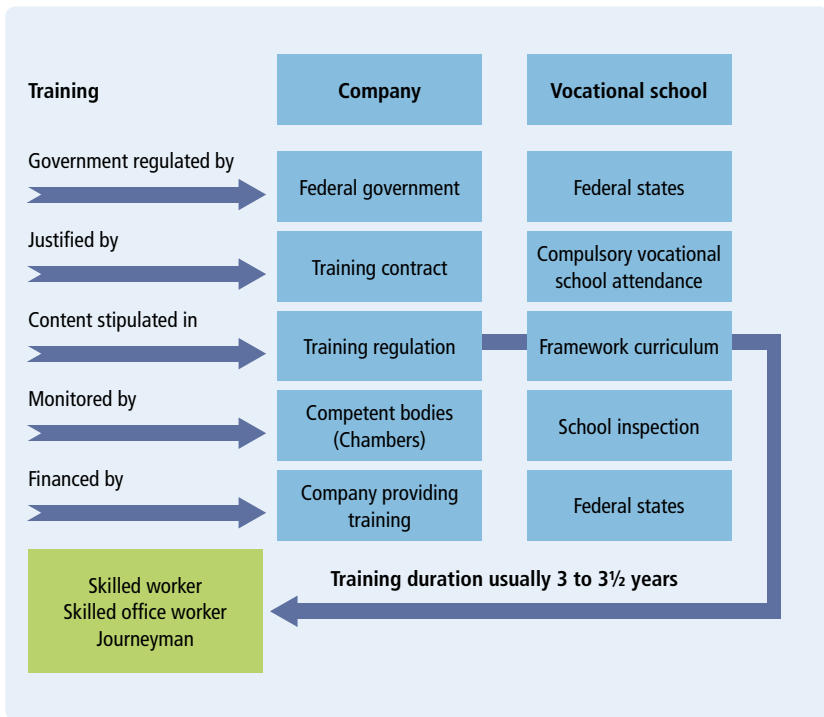 Training
Company
Vocational school
Government regulated by
Federal government
Federal states
Justified by
Training contract
Compulsory vocational
school attendance
Content stipulated in
Training regulation
Framework curriculum
Monitored by
Competent bodies
(Chambers)
School inspection
Financed by
Company providing
training
Federal states
Skilled worker
Skilled office worker
Journeyman
Training duration usually 3 to 3½ years